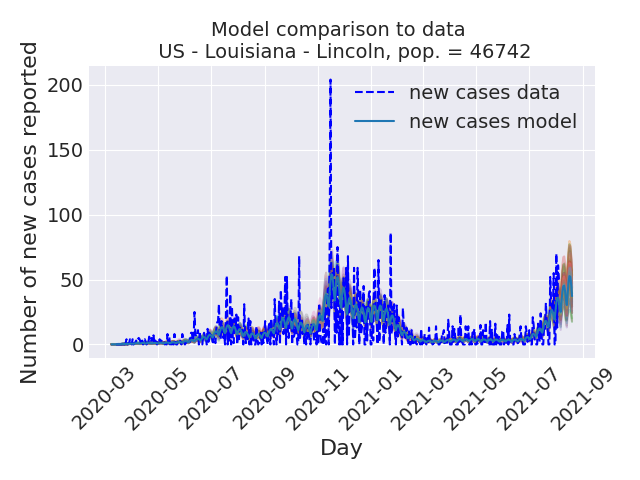 Model comparison to data
US - Louisiana - Lincoln, pop. = 46742
Number of new cases reported
200
150
100
50
0
new cases data
new cases model
2020-03
2020-05
2020-07
2020-09
2020-11
2021-01
2021-03
2021-05
2021-07
2021-09
Day